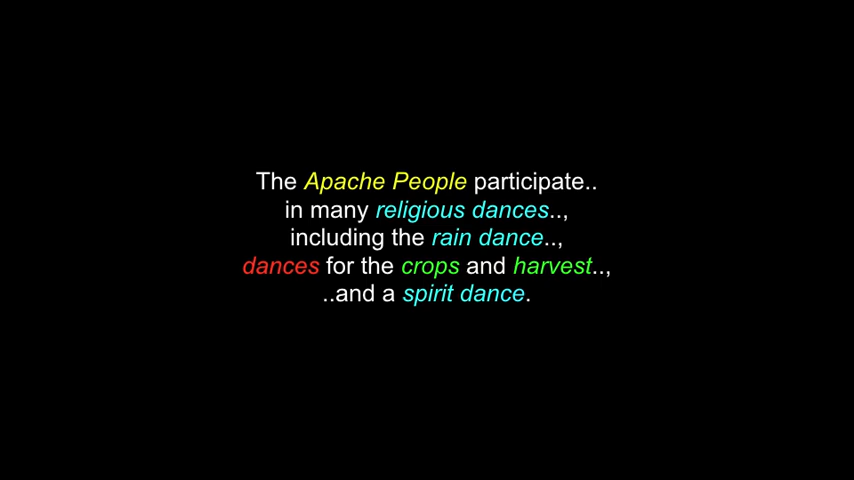 The Apache People participate..
in many religious dances..,
including the rain dance..,
dances for the crops and harvest..,
..and a spirit dance.